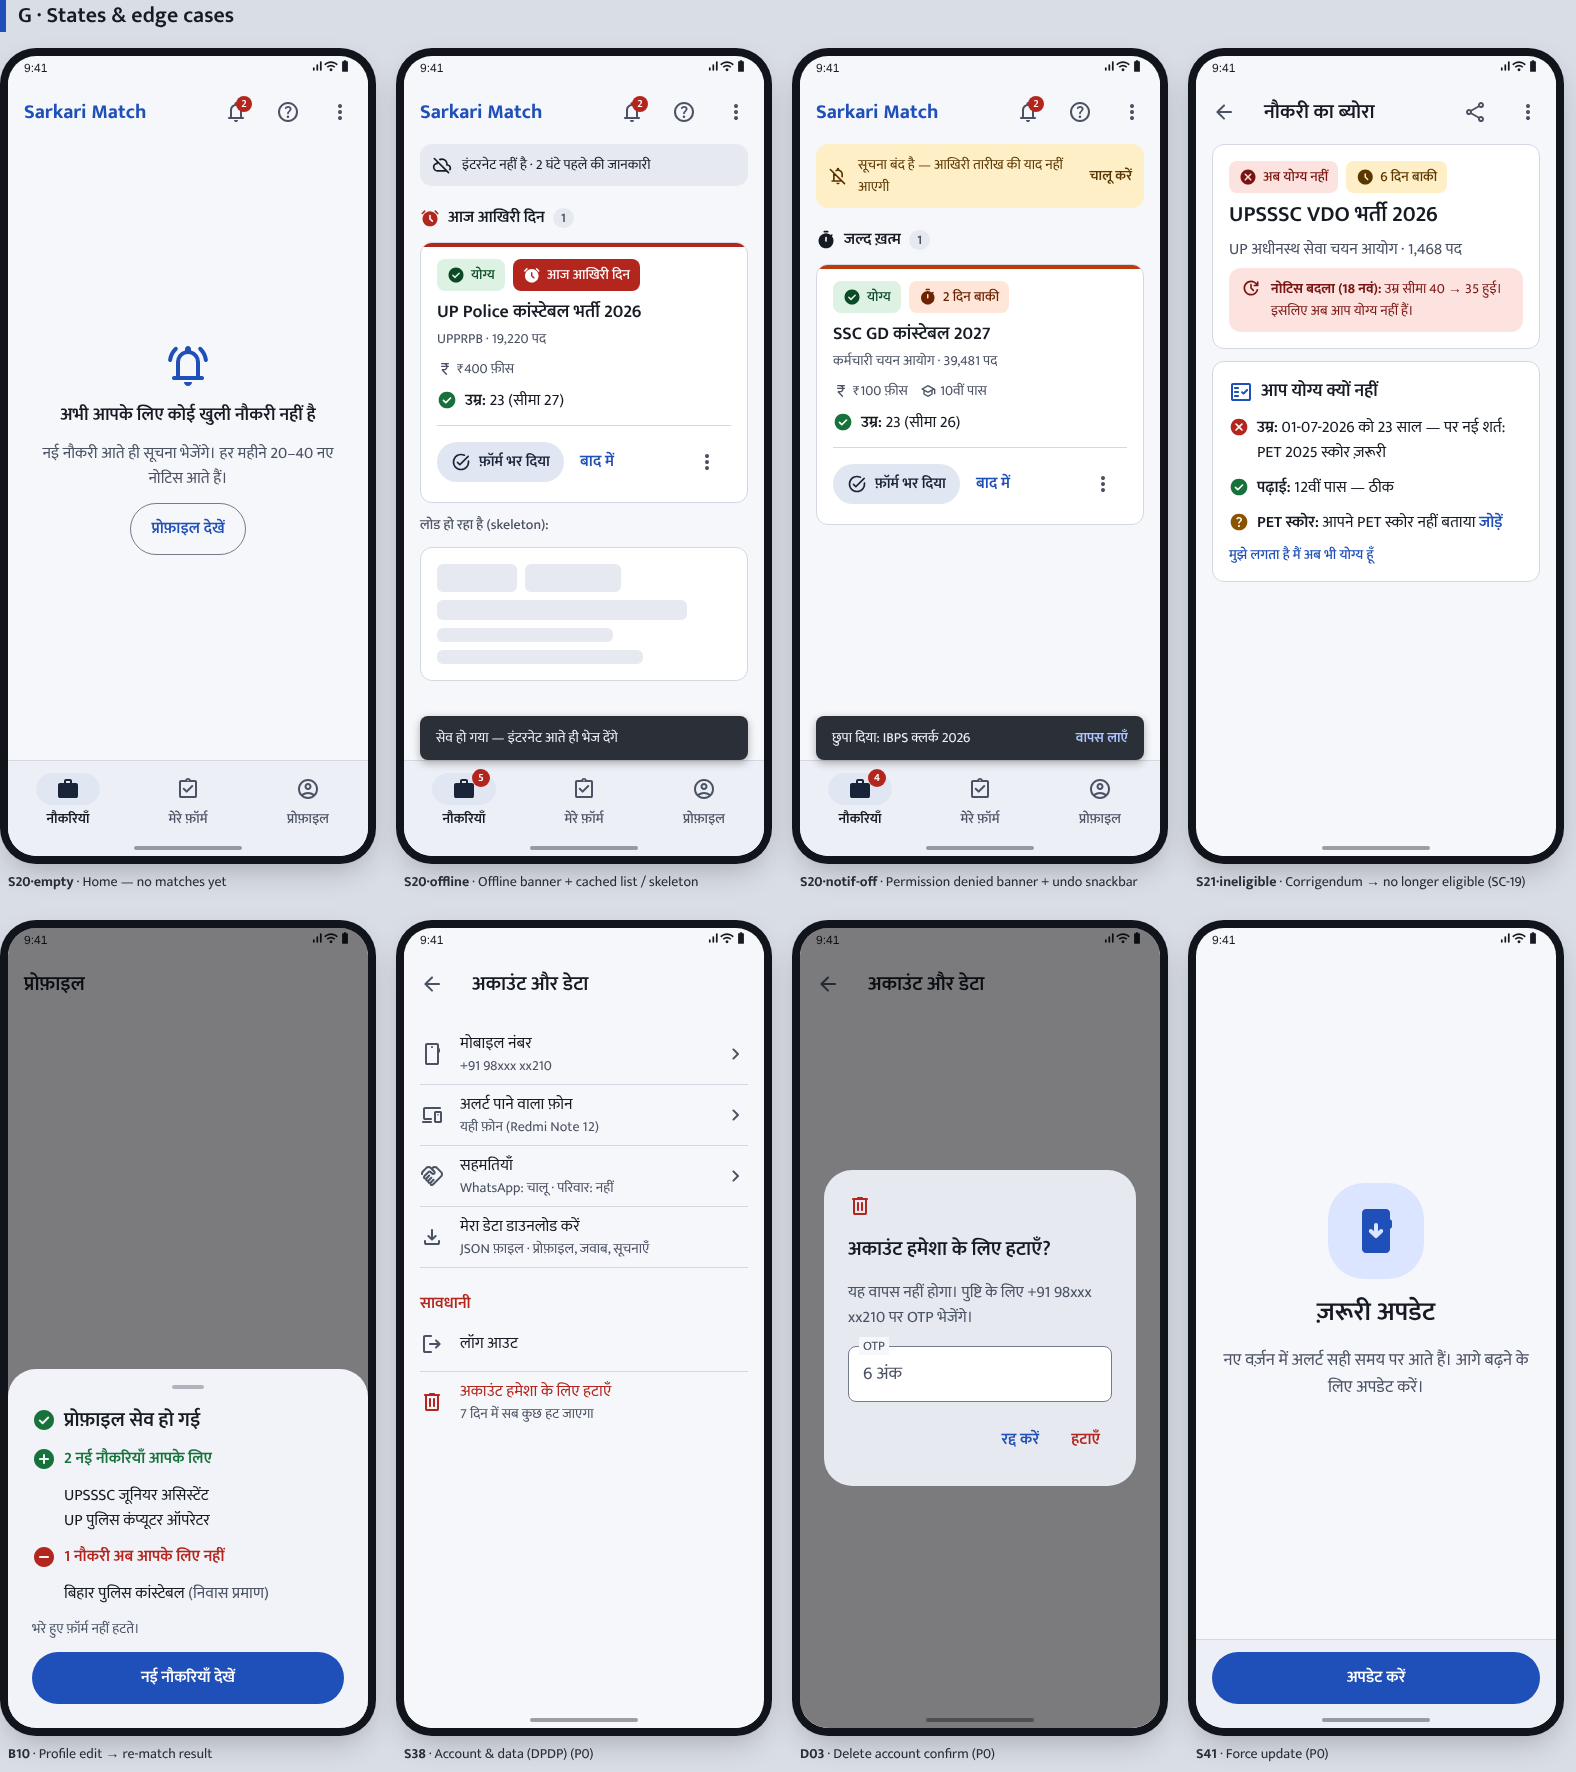 G · States & edge cases
9:41
Sarkari Match
2
अभी आपके लिए कोई खुली नौकरी नहीं है
नई नौकरी आते ही सूचना भेजेंगे। हर महीने 20–40 नए
नोटिस आते हैं।
प्रोफ़ाइल देखें
नौकरियाँ
मेरे फ़ॉर्म
प्रोफ़ाइल
S20·empty · Home — no matches yet
9:41
Sarkari Match
2
इंटरनेट नहीं है · 2 घंटे पहले की जानकारी
आज आखिरी दिन 1
योग्य
आज आखिरी दिन
UP Police कांस्टेबल भर्ती 2026
UPPRPB · 19,220 पद
₹ ₹400 फ़ीस
उम्र: 23 (सीमा 27)
फ़ॉर्म भर दिया
बाद में
लोड हो रहा है (skeleton):
सेव हो गया — इंटरनेट आते ही भेज देंगे
5
नौकरियाँ
मेरे फ़ॉर्म
प्रोफ़ाइल
S20·offline · Offline banner + cached list / skeleton
9:41
Sarkari Match
2
सूचना बंद है — आखिरी तारीख की याद नहीं
आएगी
चालू करें
जल्द ख़त्म 1
योग्य
2 दिन बाकी
SSC GD कांस्टेबल 2027
कर्मचारी चयन आयोग · 39,481 पद
₹ ₹100 फ़ीस 10वीं पास
उम्र: 23 (सीमा 26)
फ़ॉर्म भर दिया
बाद में
छुपा दिया: IBPS क्लर्क 2026
वापस लाएँ
4
नौकरियाँ
मेरे फ़ॉर्म
प्रोफ़ाइल
S20·notif-off · Permission denied banner + undo snackbar
9:41
नौकरी का ब्योरा
अब योग्य नहीं
6 दिन बाकी
UPSSSC VDO भर्ती 2026
UP अधीनस्थ सेवा चयन आयोग · 1,468 पद
नोटिस बदला (18 नवं): उम्र सीमा 40 → 35 हुई।
इसलिए अब आप योग्य नहीं हैं।
आप योग्य क्यों नहीं
उम्र: 01-07-2026 को 23 साल — पर नई शर्त:
PET 2025 स्कोर ज़रूरी
पढ़ाई: 12वीं पास — ठीक
PET स्कोर: आपने PET स्कोर नहीं बताया जोड़ें
मुझे लगता है मैं अब भी योग्य हूँ
S21·ineligible · Corrigendum → no longer eligible (SC-19)
9:41
प्रोफ़ाइल
प्रोफ़ाइल सेव हो गई
2 नई नौकरियाँ आपके लिए
UPSSSC जूनियर असिस्टेंट
UP पुलिस कंप्यूटर ऑपरेटर
1 नौकरी अब आपके लिए नहीं
बिहार पुलिस कांस्टेबल (निवास प्रमाण)
भरे हुए फ़ॉर्म नहीं हटते।
नई नौकरियाँ देखें
B10 · Profile edit → re-match result
9:41
अकाउंट और डेटा
मोबाइल नंबर
+91 98xxx xx210
अलर्ट पाने वाला फ़ोन
यही फ़ोन (Redmi Note 12)
सहमतियाँ
WhatsApp: चालू · परिवार: नहीं
मेरा डेटा डाउनलोड करें
JSON फ़ाइल · प्रोफ़ाइल, जवाब, सूचनाएँ
सावधानी
लॉग आउट
अकाउंट हमेशा के लिए हटाएँ
7 दिन में सब कुछ हट जाएगा
S38 · Account & data (DPDP) (P0)
9:41
अकाउंट और डेटा
अकाउंट हमेशा के लिए हटाएँ?
यह वापस नहीं होगा। पुष्टि के लिए +91 98xxx
xx210 पर OTP भेजेंगे।
OTP
6 अंक
रद्द करें
हटाएँ
D03 · Delete account confirm (P0)
9:41
ज़रूरी अपडेट
नए वर्ज़न में अलर्ट सही समय पर आते हैं। आगे बढ़ने के
लिए अपडेट करें।
अपडेट करें
S41 · Force update (P0)